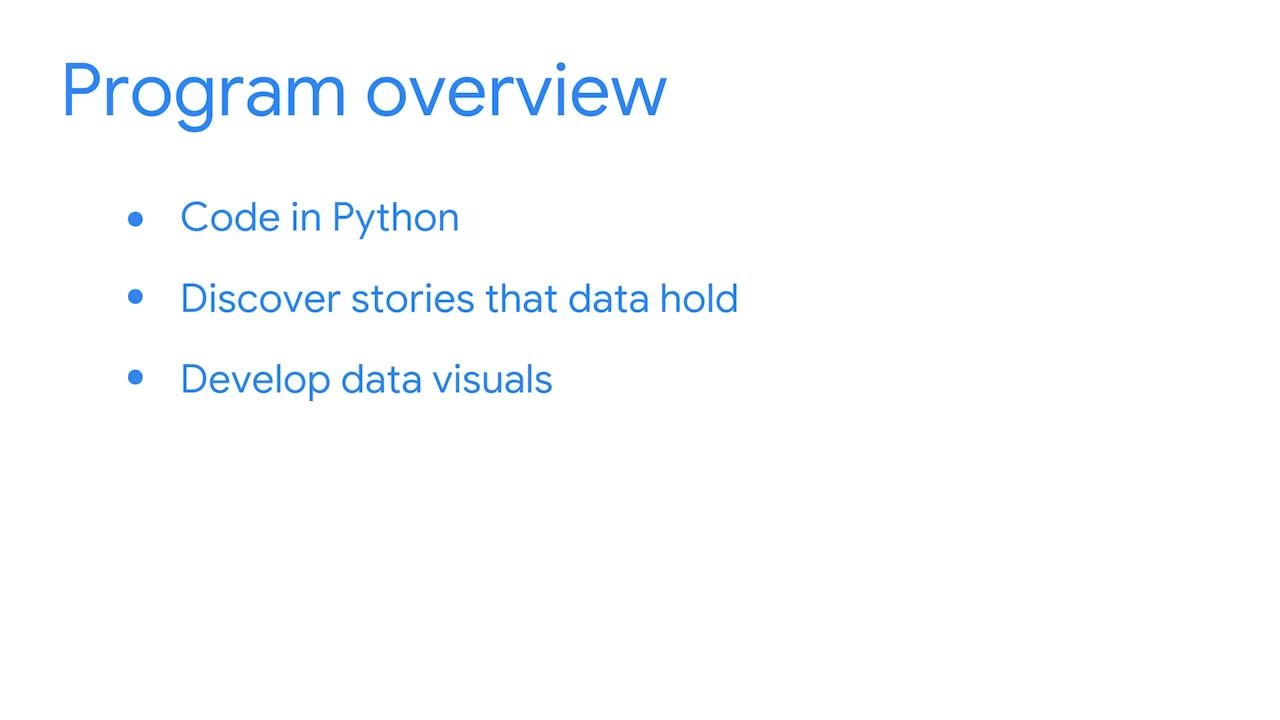 Program overview
• Code in Python
• Discover stories that data hold
• Develop data visuals